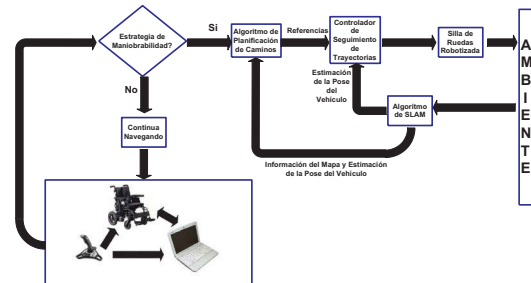 Estrategia de
Maniobrabilidad?
Si
Algoritmo de
Planificación
de Caminos
Referencias
Controlador
de
Seguimiento
de
Trayectorias
Silla de
Ruedas
Robotizada
A
M
B
I
E
N
T
E
No
Estimación
de la Pose
del
Vehículo
Algoritmo
de SLAM
Continua
Navegando
Información del Mapa y Estimación
de la Pose del Vehículo